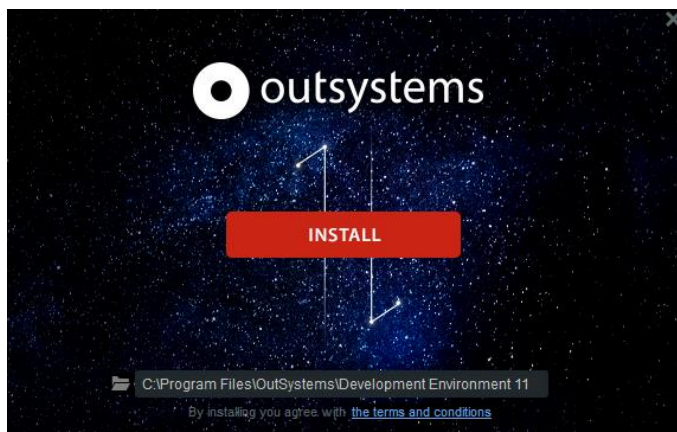 outsystems
INSTALL
C:\Program Files\OutSystems\Development Environment 11
By installing you agree with the terms and conditions